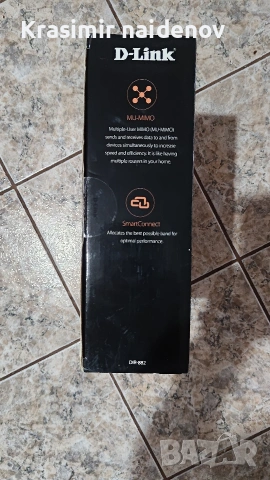 Krasimir naidenov
D-Link
MU-MIMO
Multiple-User MIMO (MU-MIMO)
sends and receives data to and from
devices simultaneously to increase
speed and efficiency. It is like having
multiple routers in your home.
SmartConnect
Allocates the best possible band for
optimal performance.
DIR-882
BAZAR